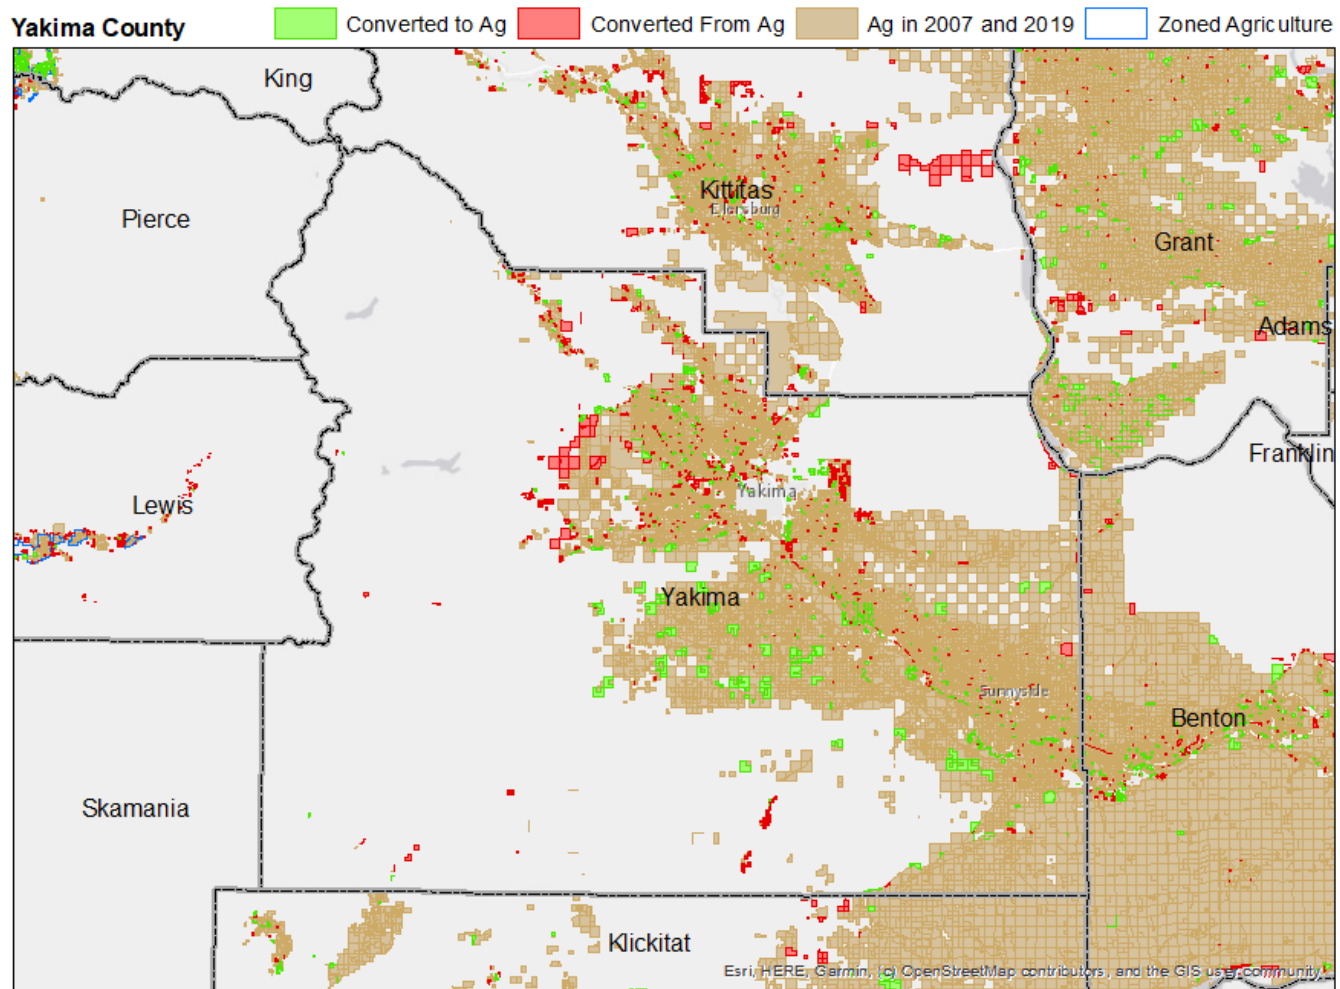 Yakima County
Converted to Ag
Converted From Ag
Ag in 2007 and 2019
Zoned Agriculture
King
Kittitas
Ellensburg
Pierce
Grant
Adams
Franklin
Yakima
Lewis
Yakima
Sunnyside
Benton
Skamania
Klickitat
Esri, HERE, Garmin, (c) OpenStreetMap contributors, and the GIS user community